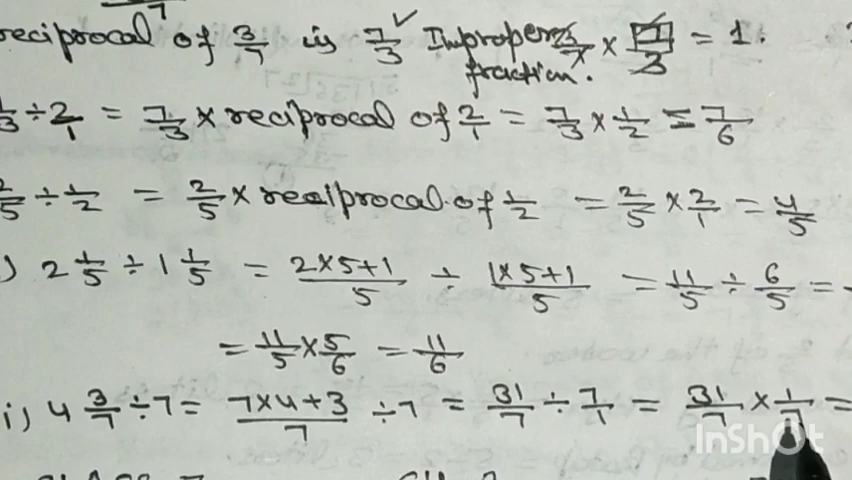 reciprocal of 3/7 is 7/3 ✓ Improper fraction. 3/7 × 7/3 = 1.
7/3 ÷ 2/1 = 7/3 × reciprocal of 2/1 = 7/3 × 1/2 = 7/6
2/5 ÷ 1/2 = 2/5 × reciprocal of 1/2 = 2/5 × 2/1 = 4/5
) 2 1/5 ÷ 1 1/5 = 2×5+1/5 ÷ 1×5+1/5 = 11/5 ÷ 6/5 =
= 11/5 × 5/6 = 11/6
i) 4 3/7 ÷ 7 = 7×4+3/7 ÷ 7 = 31/7 ÷ 7/1 = 31/7 × 1/7 =
InShOt